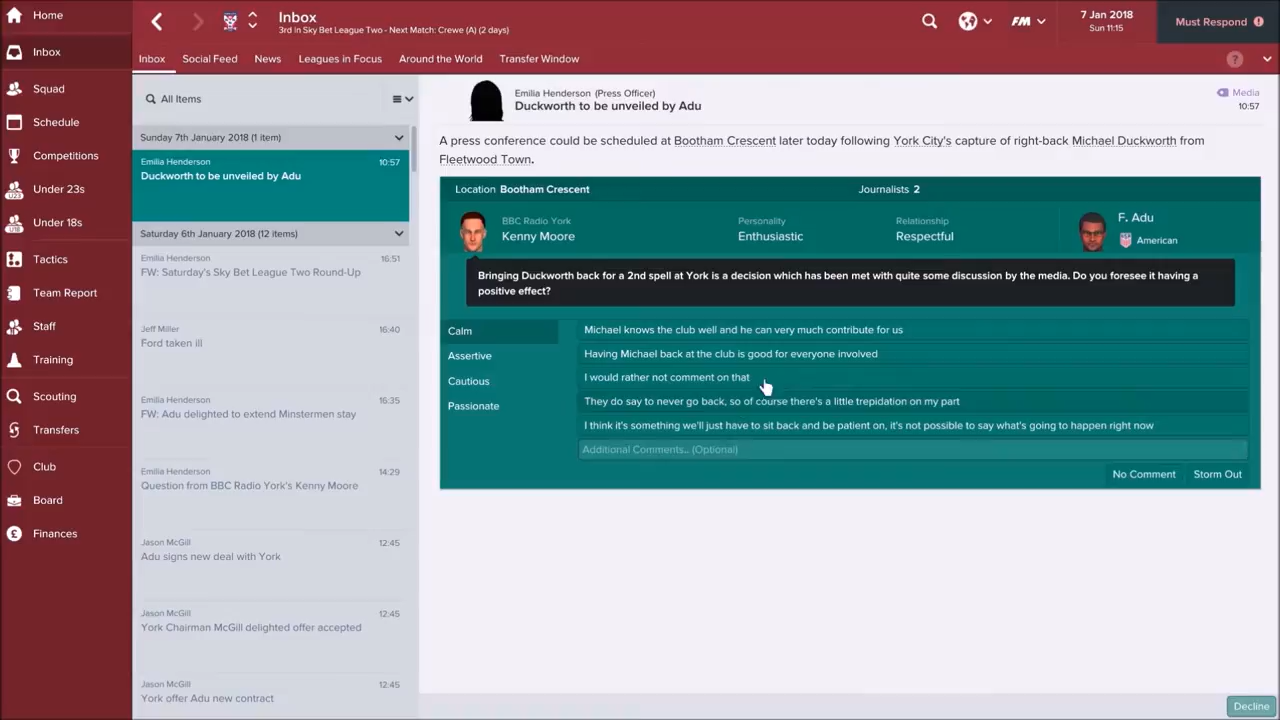 Home
Inbox
Squad
Schedule
Competitions
Under 23s
U23
Under 18s
U18
Tactics
Team Report
Staff
Training
Scouting
Transfers
Club
Board
Finances
Inbox
3rd in Sky Bet League Two - Next Match: Crewe (A) (2 days)
FM
7 Jan 2018
Sun 11:15
Must Respond
Inbox
Social Feed
News
Leagues in Focus
Around the World
Transfer Window
?
All Items
Sunday 7th January 2018 (1 item)
Emilia Henderson 10:57
Duckworth to be unveiled by Adu
Saturday 6th January 2018 (12 items)
Emilia Henderson 16:51
FW: Saturday's Sky Bet League Two Round-Up
Jeff Miller 16:40
Ford taken ill
Emilia Henderson 16:35
FW: Adu delighted to extend Minstermen stay
Emilia Henderson 14:29
Question from BBC Radio York's Kenny Moore
Jason McGill 12:45
Adu signs new deal with York
Jason McGill 12:45
York Chairman McGill delighted offer accepted
Jason McGill 12:45
York offer Adu new contract
Emilia Henderson (Press Officer)
Duckworth to be unveiled by Adu
Media
10:57
A press conference could be scheduled at Bootham Crescent later today following York City's capture of right-back Michael Duckworth from
Fleetwood Town.
Location Bootham Crescent
Journalists 2
BBC Radio York
Kenny Moore
Personality
Enthusiastic
Relationship
Respectful
F. Adu
American
Bringing Duckworth back for a 2nd spell at York is a decision which has been met with quite some discussion by the media. Do you foresee it having a
positive effect?
Calm
Assertive
Cautious
Passionate
Michael knows the club well and he can very much contribute for us
Having Michael back at the club is good for everyone involved
I would rather not comment on that
They do say to never go back, so of course there's a little trepidation on my part
I think it's something we'll just have to sit back and be patient on, it's not possible to say what's going to happen right now
Additional Comments.. (Optional)
No Comment
Storm Out
Decline